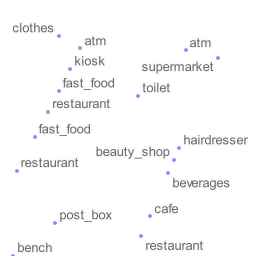 clothes
atm
atm
kiosk
supermarket
fast_food
toilet
restaurant
fast_food
hairdresser
beauty_shop
restaurant
beverages
cafe
post_box
restaurant
bench